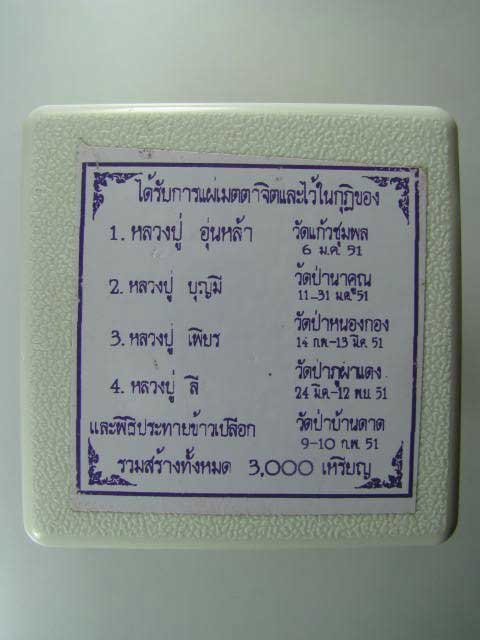 ได้รับการแผ่เมตตาจิตและไว้ในกุฏิของ
1. หลวงปู่ อุ่นหล้า วัดแก้วชุมพล
6 ม.ค. 51
2. หลวงปู่ บุญมี วัดป่านาคูณ
11-31 ม.ค. 51
3. หลวงปู่ เพียร วัดป่าหนองกอง
14 ก.พ.-13 มี.ค. 51
4. หลวงปู่ ลี วัดป่าภูผาแดง
24 มี.ค.-12 พ.ย. 51
และพิธีประทายข้าวเปลือก วัดป่าบ้านตาด
9-10 ก.พ. 51
รวมสร้างทั้งหมด 3,000 เหรียญ